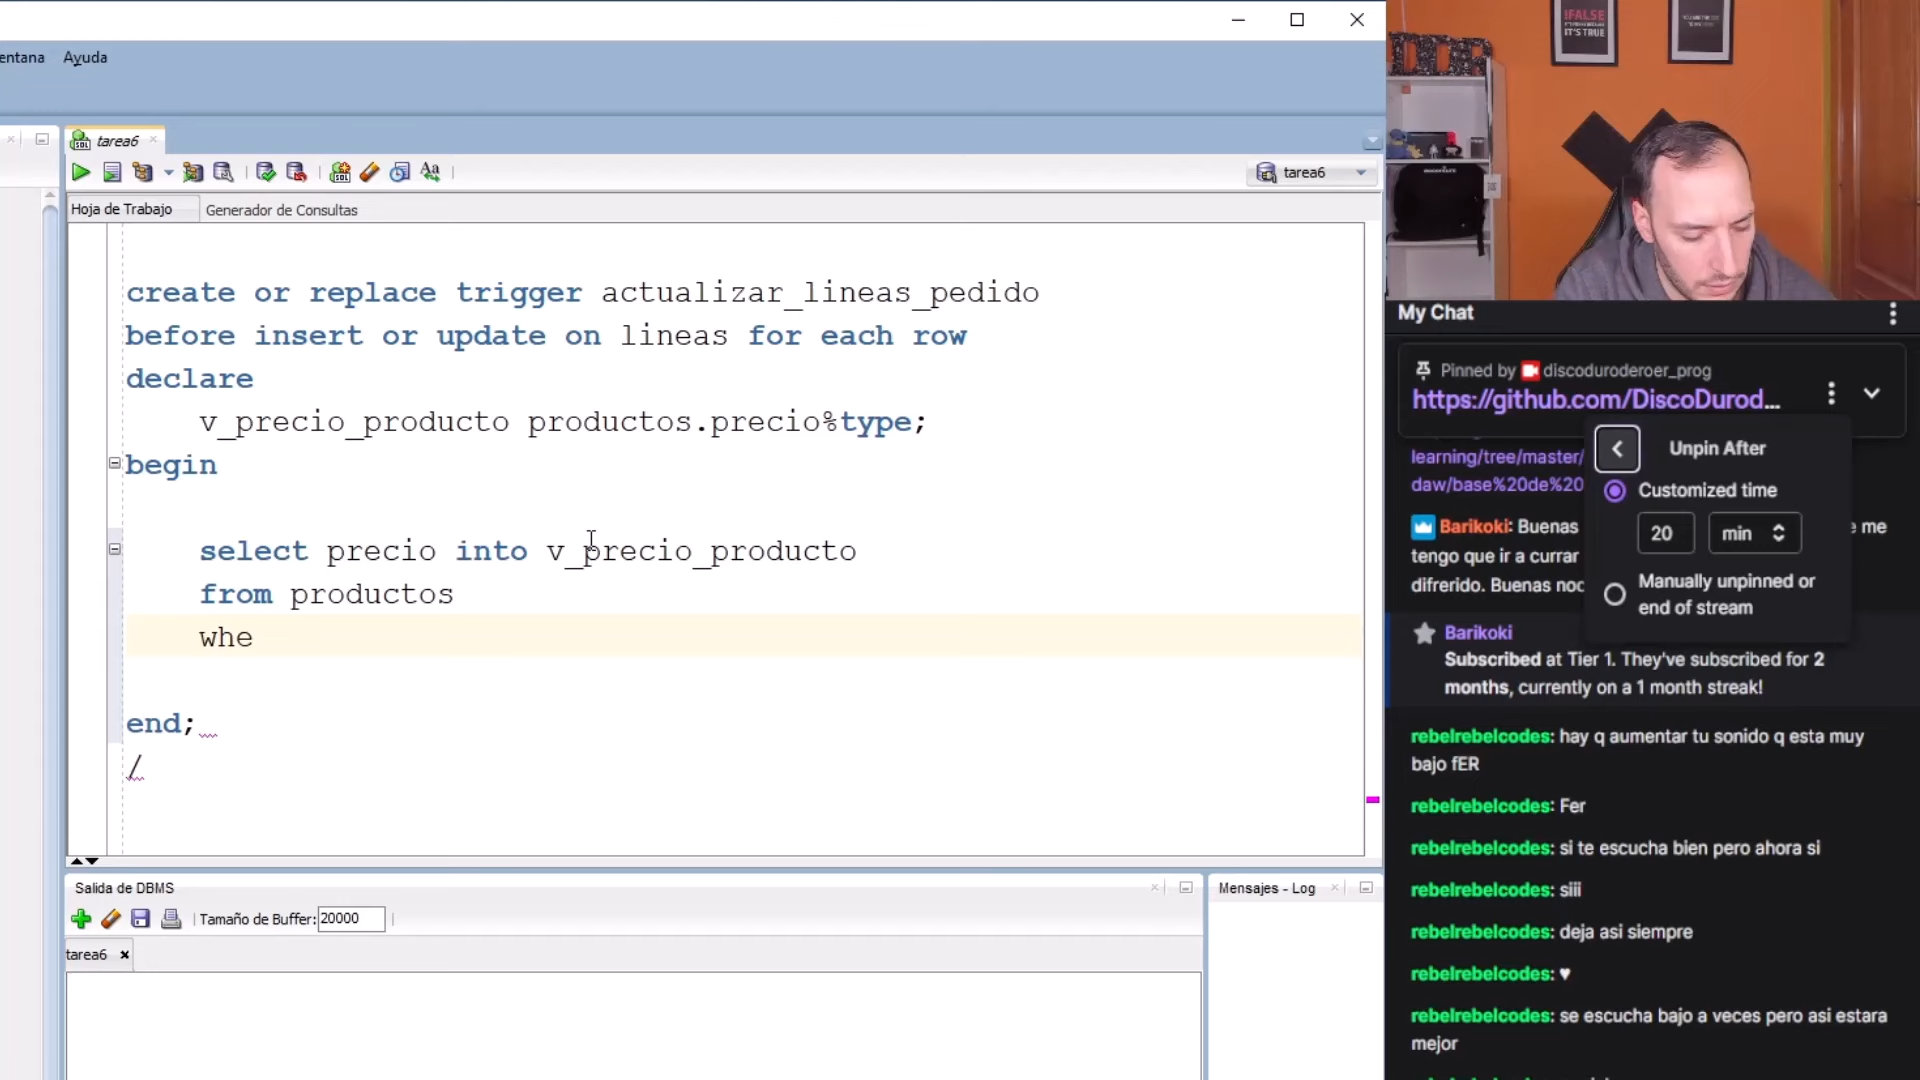 entana Ayuda
tarea6
tarea6
Hoja de Trabajo Generador de Consultas
create or replace trigger actualizar_lineas_pedido
before insert or update on lineas for each row
declare
v_precio_producto productos.precio%type;
begin
select precio into v_precio_producto
from productos
whe
end;
/
Salida de DBMS
Tamaño de Buffer: 20000
tarea6
Mensajes - Log
!FALSE
IT'S TRUE
My Chat
Pinned by discoduroderoer_prog
https://github.com/DiscoDurod...
learning/tree/master/
daw/base%20de%20
Unpin After
Customized time
20 min
Manually unpinned or
end of stream
Barikoki: Buenas e me
tengo que ir a currar
difrerido. Buenas noc
Barikoki
Subscribed at Tier 1. They've subscribed for 2
months, currently on a 1 month streak!
rebelrebelcodes: hay q aumentar tu sonido q esta muy
bajo fER
rebelrebelcodes: Fer
rebelrebelcodes: si te escucha bien pero ahora si
rebelrebelcodes: siii
rebelrebelcodes: deja asi siempre
rebelrebelcodes: ♥
rebelrebelcodes: se escucha bajo a veces pero asi estara
mejor